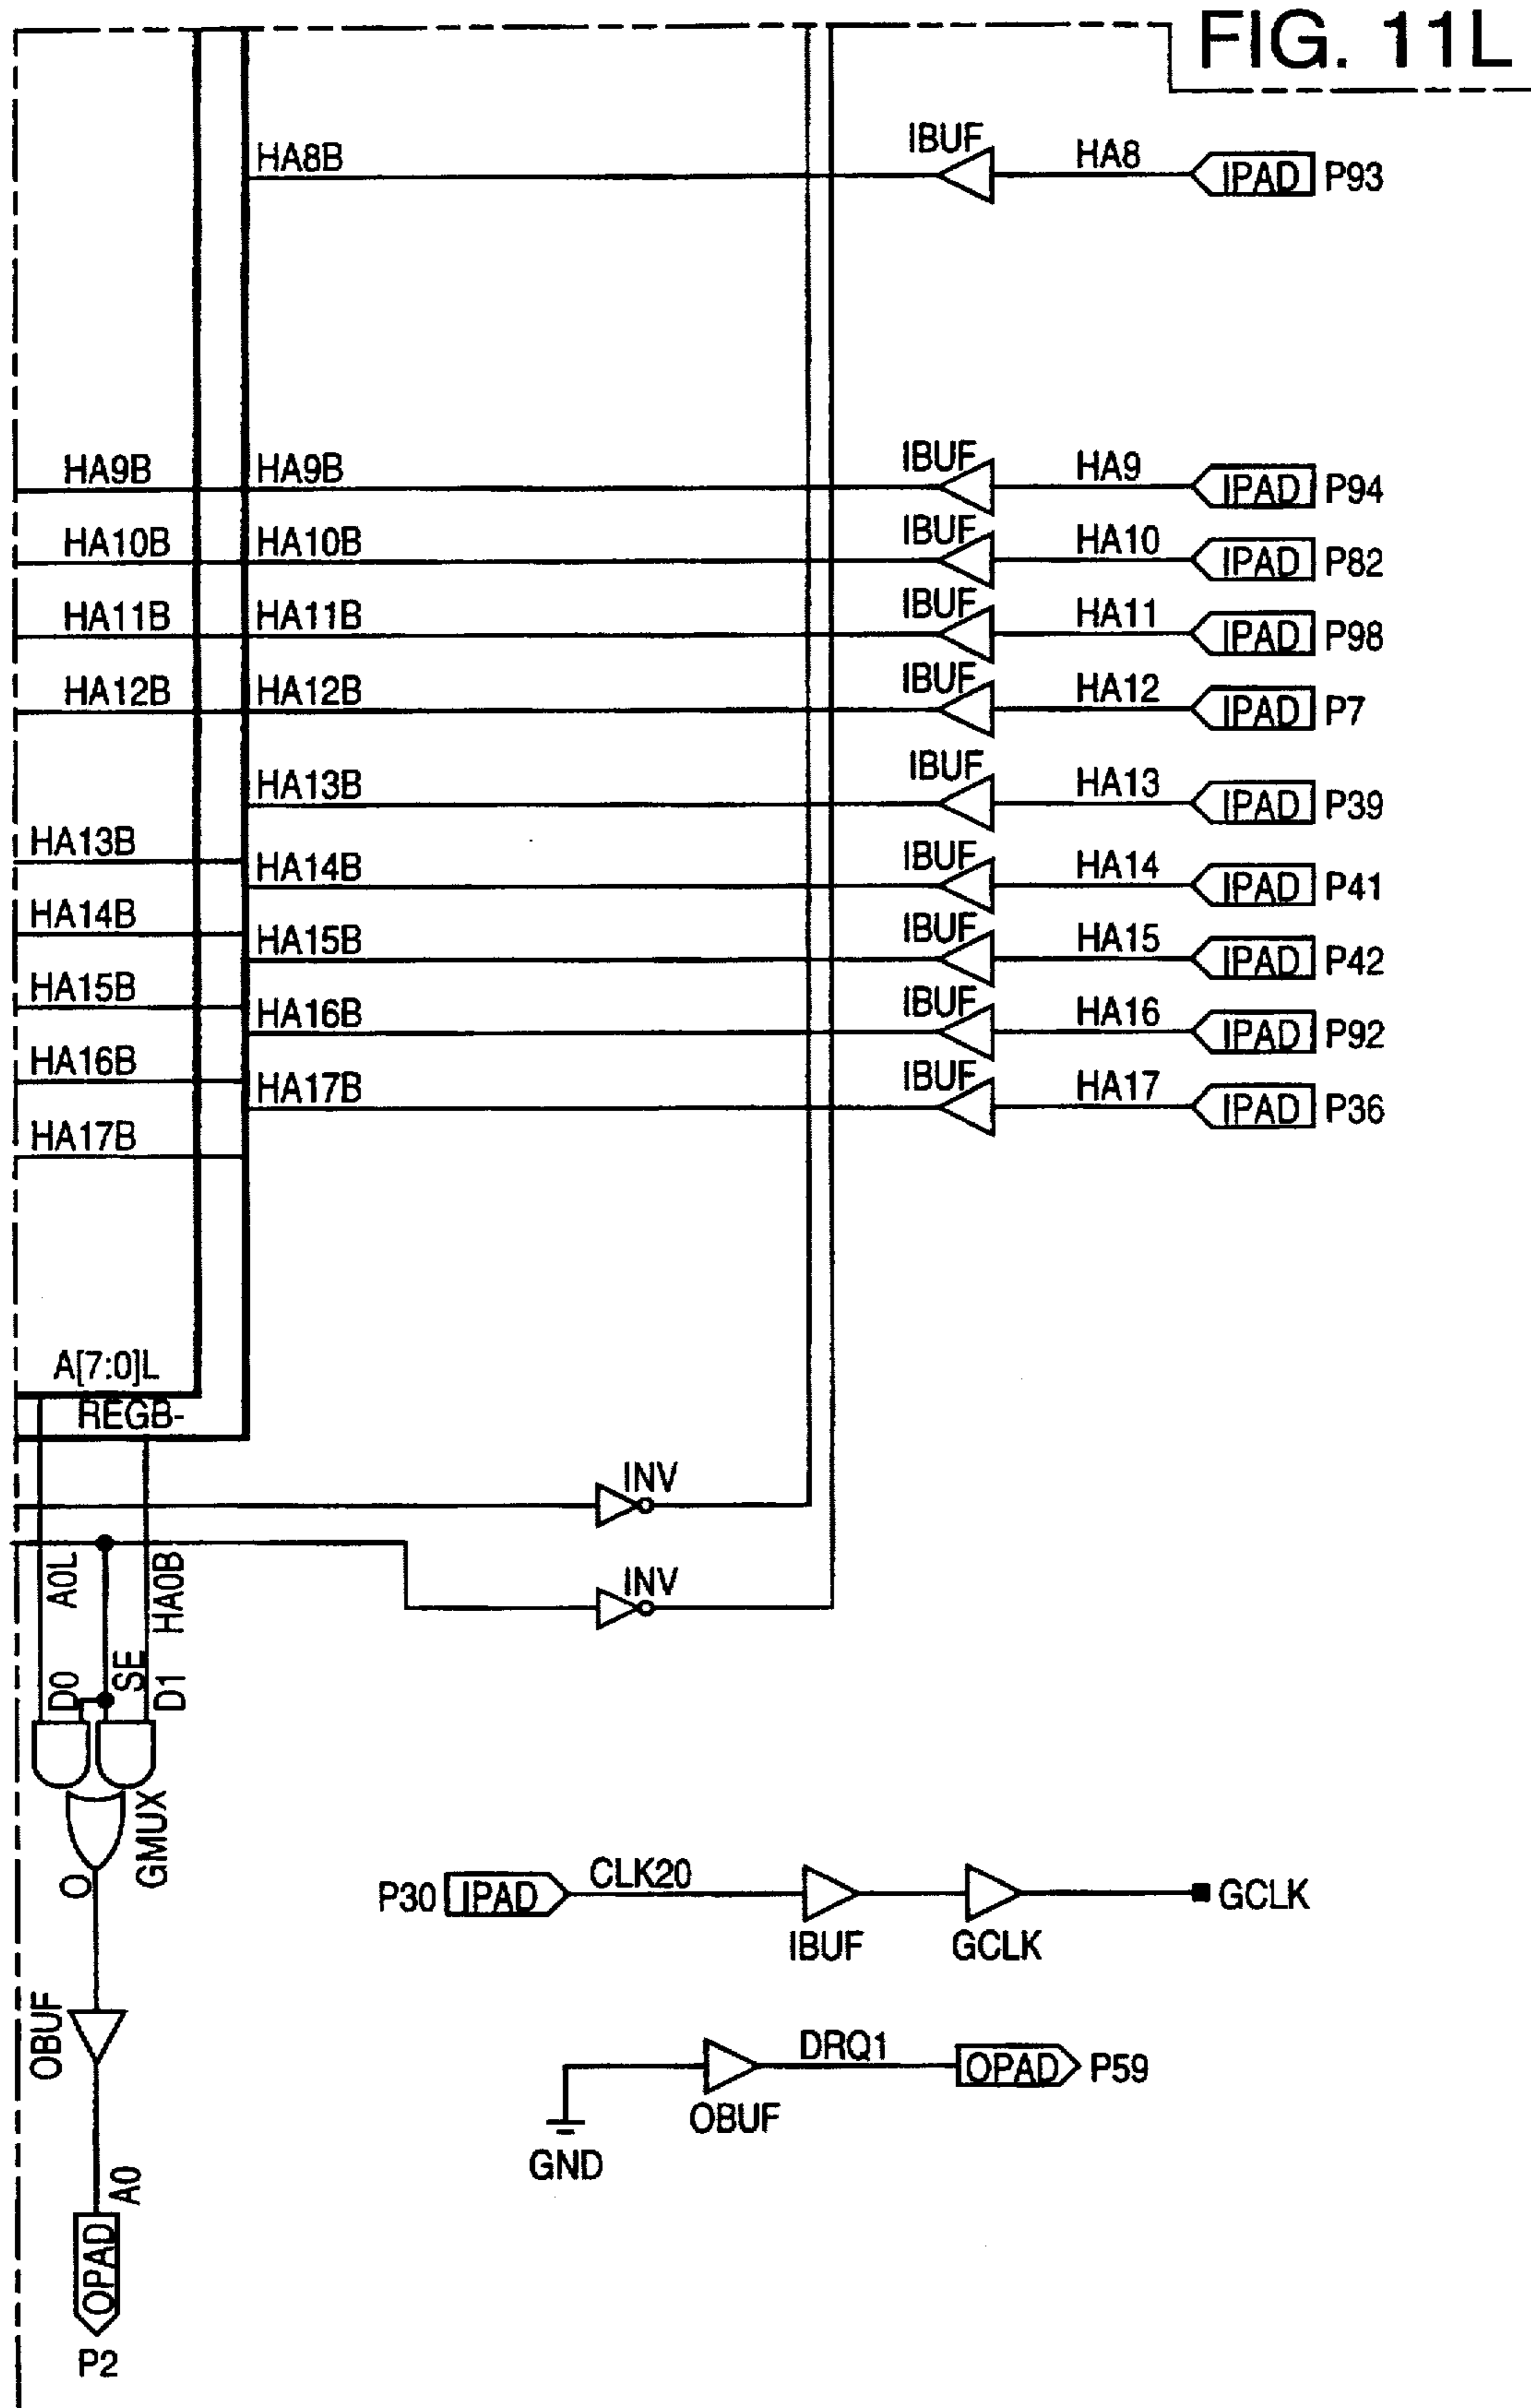 FIG. 11L
HA8B IBUF HA8 IPAD P93
HA9B HA9B IBUF HA9 IPAD P94
HA10B HA10B IBUF HA10 IPAD P82
HA11B HA11B IBUF HA11 IPAD P98
HA12B HA12B IBUF HA12 IPAD P7
HA13B IBUF HA13 IPAD P39
HA13B
HA14B IBUF HA14 IPAD P41
HA14B
HA15B IBUF HA15 IPAD P42
HA15B
HA16B IBUF HA16 IPAD P92
HA16B
HA17B IBUF HA17 IPAD P36
HA17B
A[7:0]L
REGB-
INV
INV
A0L
HA0B
D0
SE
D1
GMUX
O
P30 IPAD CLK20 IBUF GCLK GCLK
OBUF
GND OBUF DRQ1 OPAD P59
A0
OPAD
P2